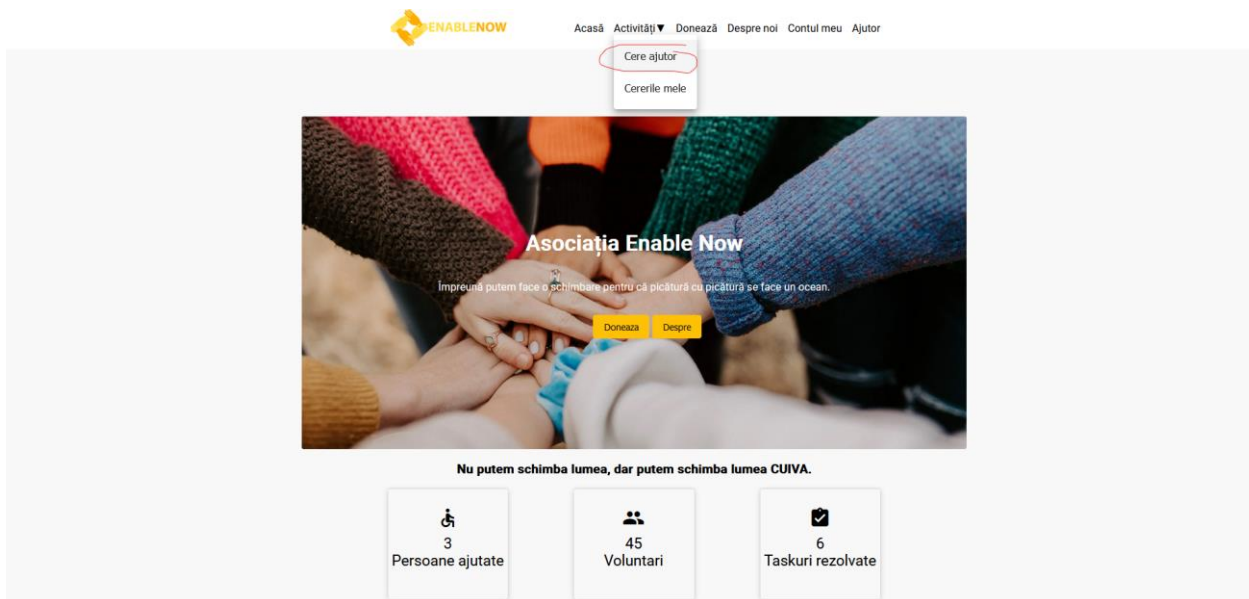 ENABLENOW
Acasă Activități▼ Donează Despre noi Contul meu Ajutor
Cere ajutor
Cererile mele
Asociația Enable Now
Împreună putem face o schimbare pentru că picătură cu picătură se face un ocean.
Doneaza Despre
Nu putem schimba lumea, dar putem schimba lumea CUIVA.
3 45 6
Persoane ajutate Voluntari Taskuri rezolvate